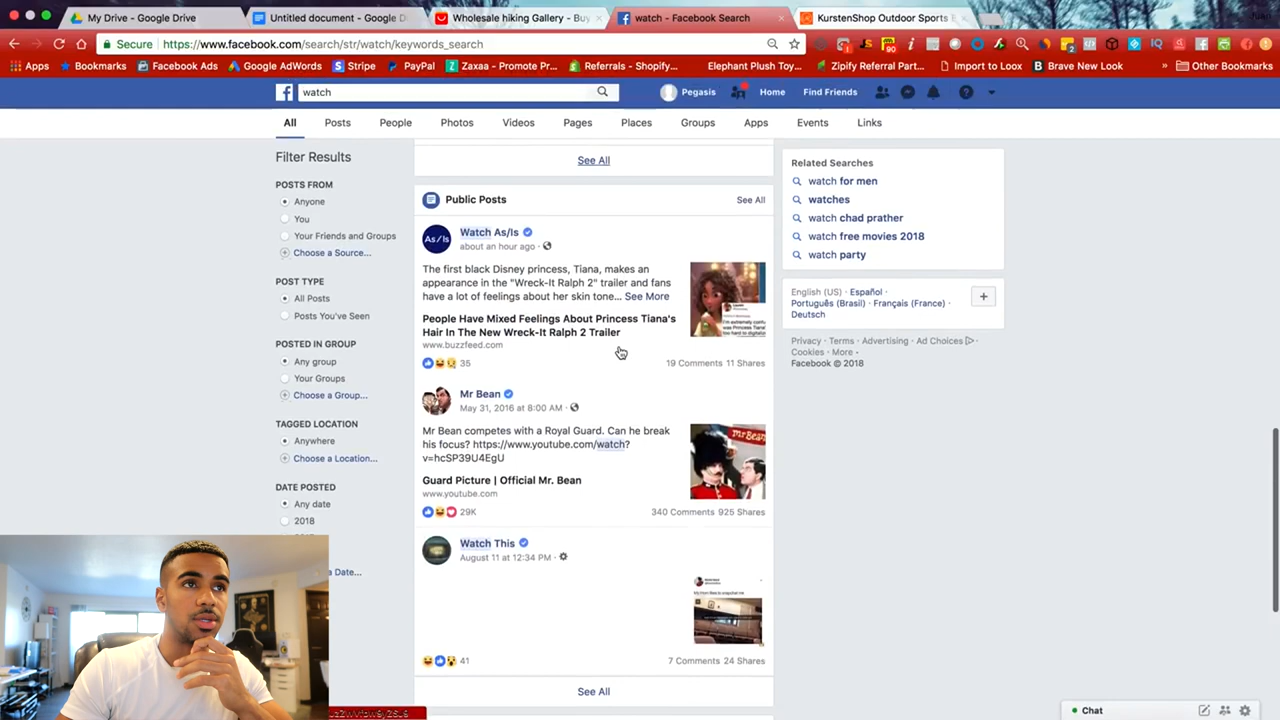 My Drive - Google Drive
Untitled document - Google D
Wholesale hiking Gallery - Buy
watch - Facebook Search
KurstenShop Outdoor Sports E
Secure https://www.facebook.com/search/str/watch/keywords_search
Apps Bookmarks Facebook Ads Google AdWords Stripe PayPal Zaxaa - Promote Pr... Referrals - Shopify... Elephant Plush Toy... Zipify Referral Part... Import to Loox Brave New Look » Other Bookmarks
watch
Pegasis Home Find Friends
All Posts People Photos Videos Pages Places Groups Apps Events Links
Filter Results
POSTS FROM
Anyone
You
Your Friends and Groups
Choose a Source...
POST TYPE
All Posts
Posts You've Seen
POSTED IN GROUP
Any group
Your Groups
Choose a Group...
TAGGED LOCATION
Anywhere
Choose a Location...
DATE POSTED
Any date
2018
a Date...
See All
Public Posts
See All
As/Is
Watch As/Is
about an hour ago
The first black Disney princess, Tiana, makes an
appearance in the "Wreck-It Ralph 2" trailer and fans
have a lot of feelings about her skin tone... See More
People Have Mixed Feelings About Princess Tiana's
Hair In The New Wreck-It Ralph 2 Trailer
www.buzzfeed.com
35
19 Comments 11 Shares
Mr Bean
May 31, 2016 at 8:00 AM
Mr Bean competes with a Royal Guard. Can he break
his focus? https://www.youtube.com/watch?
v=hcSP39U4EgU
Guard Picture | Official Mr. Bean
www.youtube.com
29K
340 Comments 925 Shares
Watch This
August 11 at 12:34 PM
41
7 Comments 24 Shares
See All
Related Searches
watch for men
watches
watch chad prather
watch free movies 2018
watch party
English (US) · Español ·
Português (Brasil) · Français (France) ·
Deutsch
Privacy · Terms · Advertising · Ad Choices ·
Cookies · More
Facebook © 2018
Chat